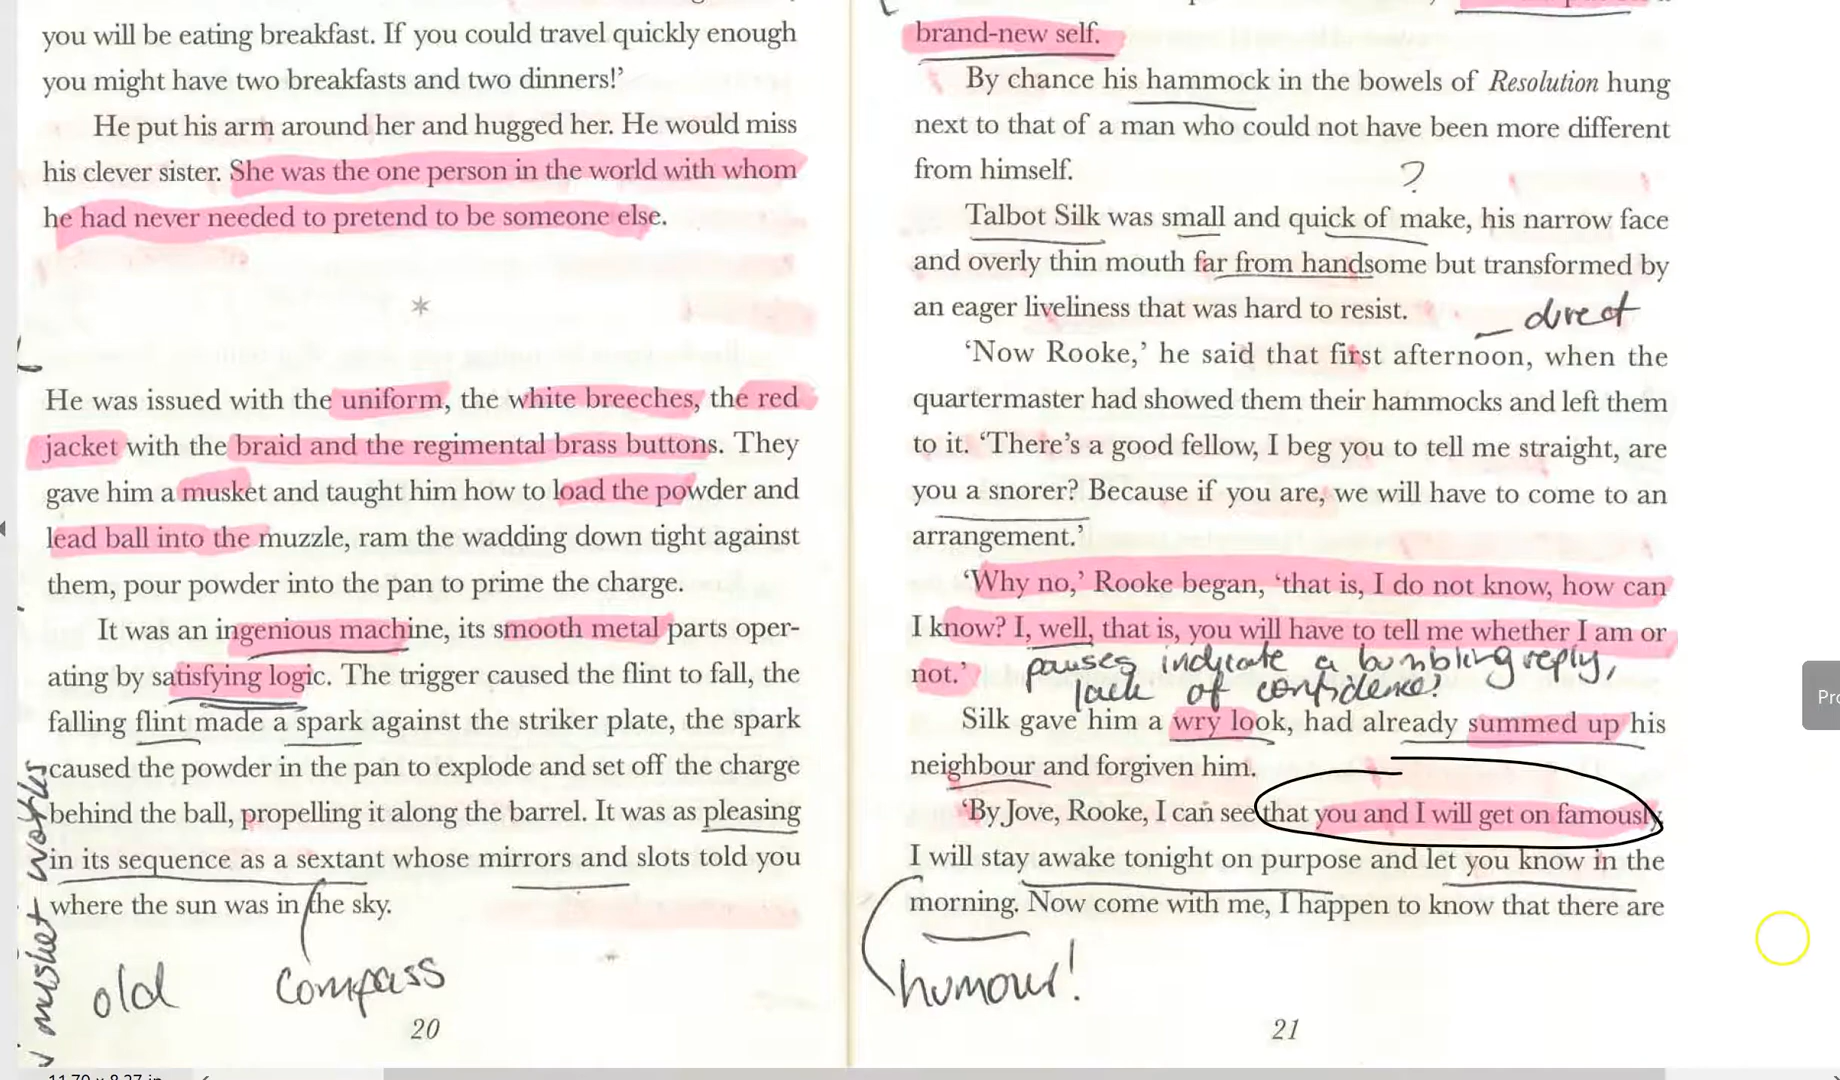 you will be eating breakfast. If you could travel quickly enough
you might have two breakfasts and two dinners!’
He put his arm around her and hugged her. He would miss
his clever sister. She was the one person in the world with whom
he had never needed to pretend to be someone else.
*
He was issued with the uniform, the white breeches, the red
jacket with the braid and the regimental brass buttons. They
gave him a musket and taught him how to load the powder and
lead ball into the muzzle, ram the wadding down tight against
them, pour powder into the pan to prime the charge.
It was an ingenious machine, its smooth metal parts oper-
ating by satisfying logic. The trigger caused the flint to fall, the
falling flint made a spark against the striker plate, the spark
caused the powder in the pan to explode and set off the charge
behind the ball, propelling it along the barrel. It was as pleasing
in its sequence as a sextant whose mirrors and slots told you
where the sun was in the sky.
musket works
old compass
20
brand-new self.
By chance his hammock in the bowels of Resolution hung
next to that of a man who could not have been more different
from himself.
?
Talbot Silk was small and quick of make, his narrow face
and overly thin mouth far from handsome but transformed by
an eager liveliness that was hard to resist.
– direct
‘Now Rooke,’ he said that first afternoon, when the
quartermaster had showed them their hammocks and left them
to it. ‘There’s a good fellow, I beg you to tell me straight, are
you a snorer? Because if you are, we will have to come to an
arrangement.’
‘Why no,’ Rooke began, ‘that is, I do not know, how can
I know? I, well, that is, you will have to tell me whether I am or
not.’
pauses indicate a bumbling reply,
lack of confidence?
Silk gave him a wry look, had already summed up his
neighbour and forgiven him.
‘By Jove, Rooke, I can see that you and I will get on famously.
I will stay awake tonight on purpose and let you know in the
morning. Now come with me, I happen to know that there are
humour!
21
Pro